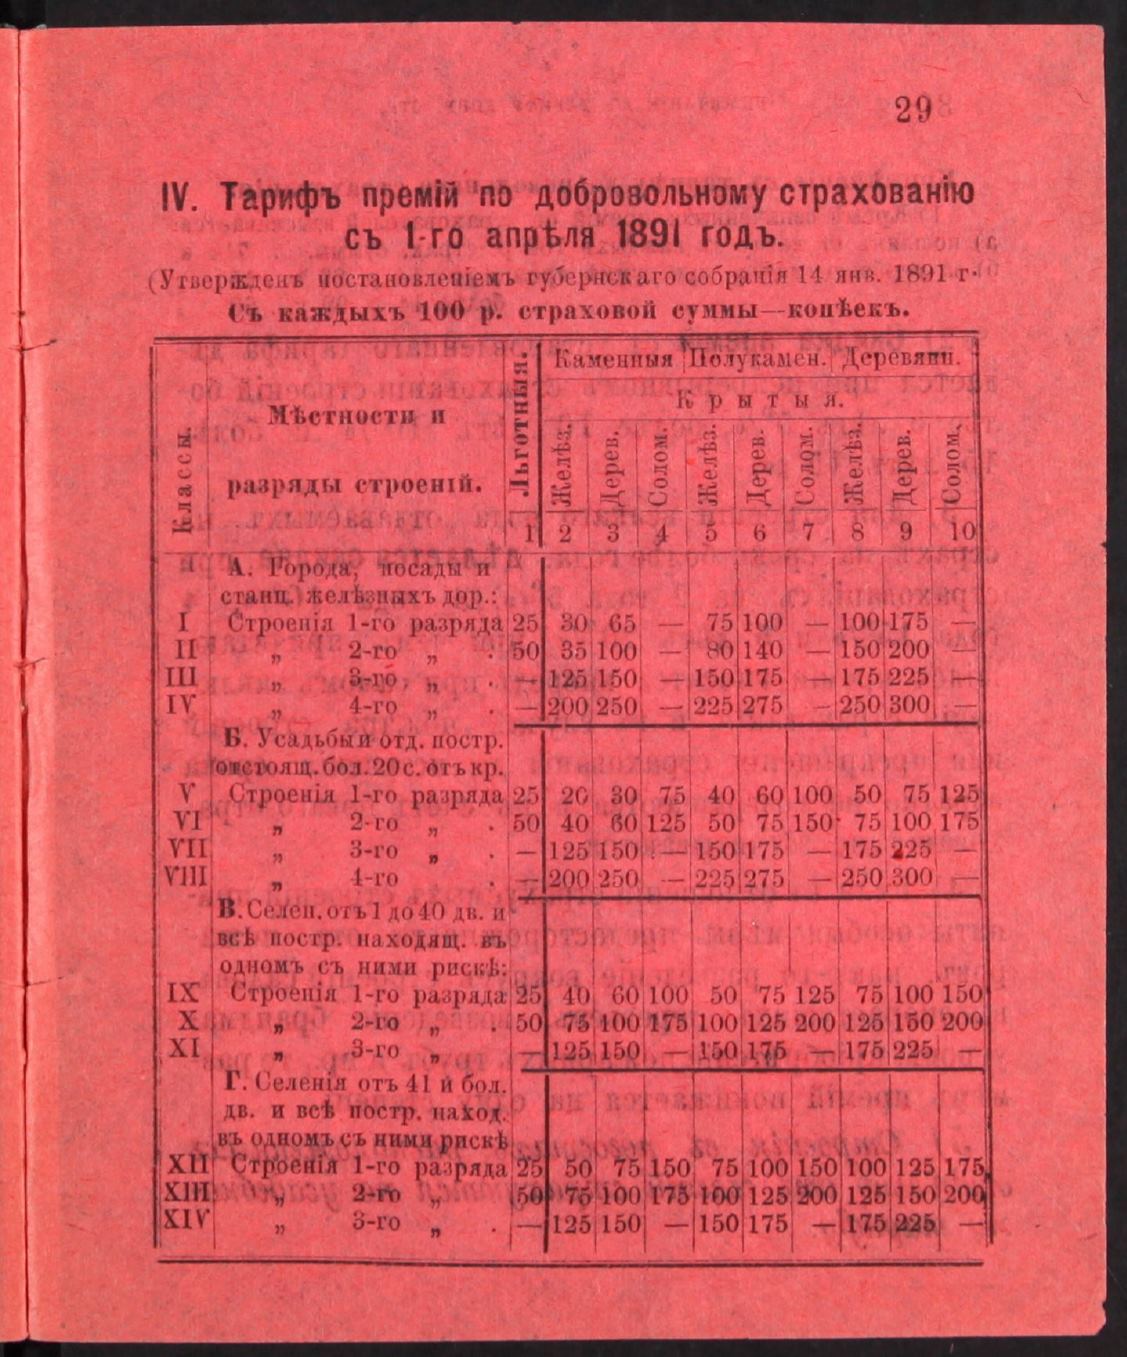 29
IV. Тарифъ премій по добровольному страхованію
съ 1-го апрѣля 1891 годъ.
(Утвержденъ постановленіемъ губернскаго собранія 14 янв. 1891 г.
Съ каждыхъ 100 р. страховой суммы—копѣекъ.
Классы. Мѣстности и разряды строеній. Льготныя. Каменныя Полукамен. Деревянн.
Крытыя.
Желѣз. Дерев. Солом. Желѣз. Дерев. Солом. Желѣз. Дерев. Солом.
1 2 3 4 5 6 7 8 9 10
А. Города, посады и
станц. желѣзныхъ дор.:
I Строенія 1-го разряда 25 30 65 — 75 100 — 100 175 —
II „ 2-го „ . 50 35 100 — 80 140 — 150 200 —
III „ 3-го „ — 125 150 — 150 175 — 175 225 —
IV „ 4-го „ . — 200 250 — 225 275 — 250 300 —
Б. Усадьбы и отд. постр.
отстоящ. бол. 20 с. отъ кр.
V Строенія 1-го разряда 25 20 30 75 40 60 100 50 75 125
VI „ 2-го „ . 50 40 60 125 50 75 150 75 100 175
VII „ 3-го „ . — 125 150 — 150 175 — 175 225 —
VIII „ 4-го „ . — 200 250 — 225 275 — 250 300 —
В. Селен. отъ 1 до 40 дв. и
всѣ постр. находящ. въ
одномъ съ ними рискѣ:
IX Строенія 1-го разряда 25 40 60 100 50 75 125 75 100 150
X „ 2-го „ . 50 75 100 175 100 125 200 125 150 200
XI „ 3-го „ . — 125 150 — 150 175 — 175 225 —
Г. Селенія отъ 41 и бол.
дв. и всѣ постр. наход.
въ одномъ съ ними рискѣ
XII Строенія 1-го разряда 25 50 75 150 75 100 150 100 125 175
XIII „ 2-го „ 50 75 100 175 100 125 200 125 150 200
XIV „ 3-го „ . — 125 150 — 150 175 — 175 225 —